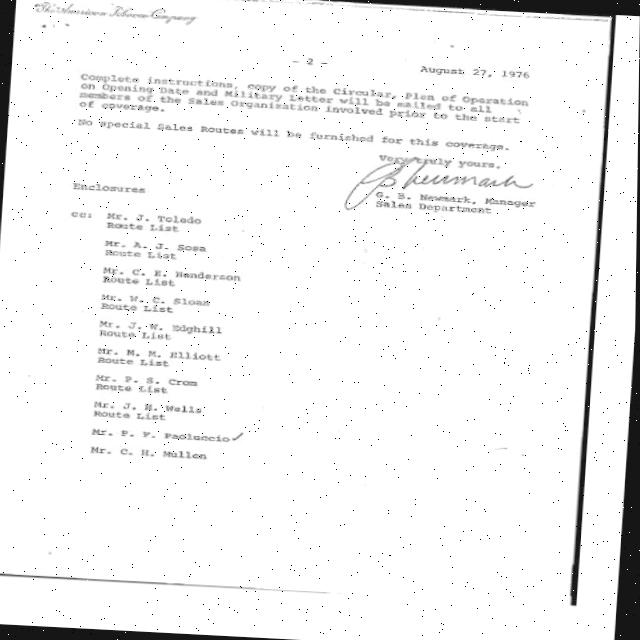 The American Tobacco Company
- 2 -
August 27, 1976
Complete instructions, copy of the Circular, Plan of Operation
on Opening Date and Military Letter will be mailed to all
members of the Sales Organization involved prior to the start
of coverage.
No special Sales Routes will be furnished for this coverage.
Very truly yours,
G. B. Newmark, Manager
Sales Department
Enclosures
cc: Mr. J. Toledo
Route List
Mr. A. J. Sosa
Route List
Mr. C. E. Henderson
Route List
Mr. W. C. Sloan
Route List
Mr. J. W. Edghill
Route List
Mr. M. M. Elliott
Route List
Mr. P. S. Crom
Route List
Mr. J. H. Wells
Route List
Mr. P. F. Paoluccio
Mr. C. H. Mullen